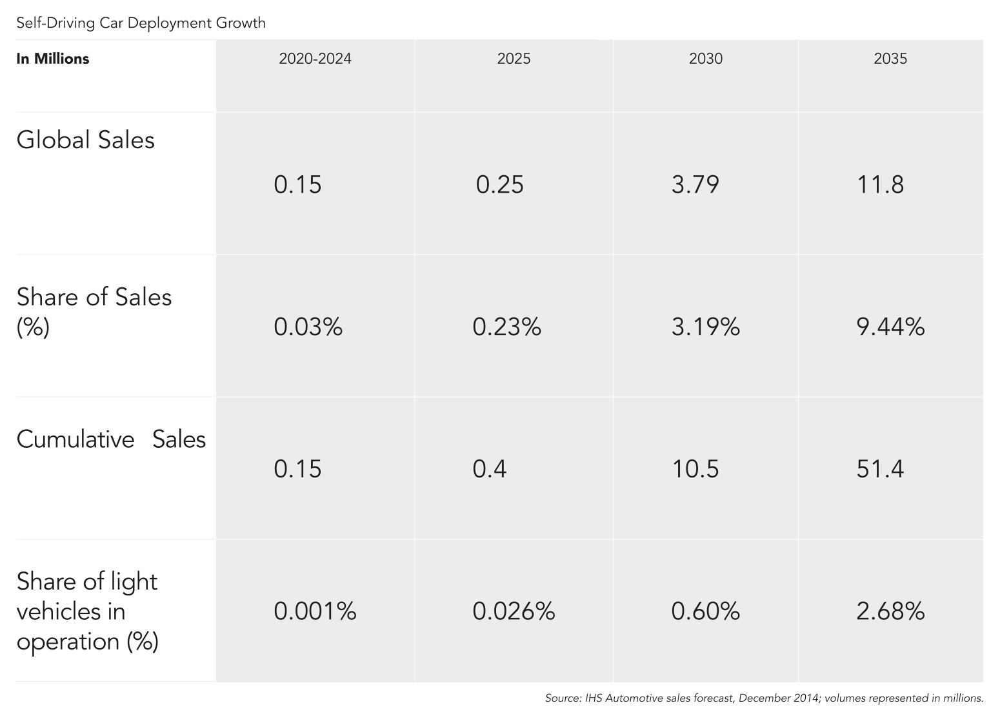 Self-Driving Car Deployment Growth
In Millions 2020-2024 2025 2030 2035
Global Sales
0.15 0.25 3.79 11.8
Share of Sales
(%) 0.03% 0.23% 3.19% 9.44%
Cumulative Sales
0.15 0.4 10.5 51.4
Share of light
vehicles in 0.001% 0.026% 0.60% 2.68%
operation (%)
Source: IHS Automotive sales forecast, December 2014; volumes represented in millions.